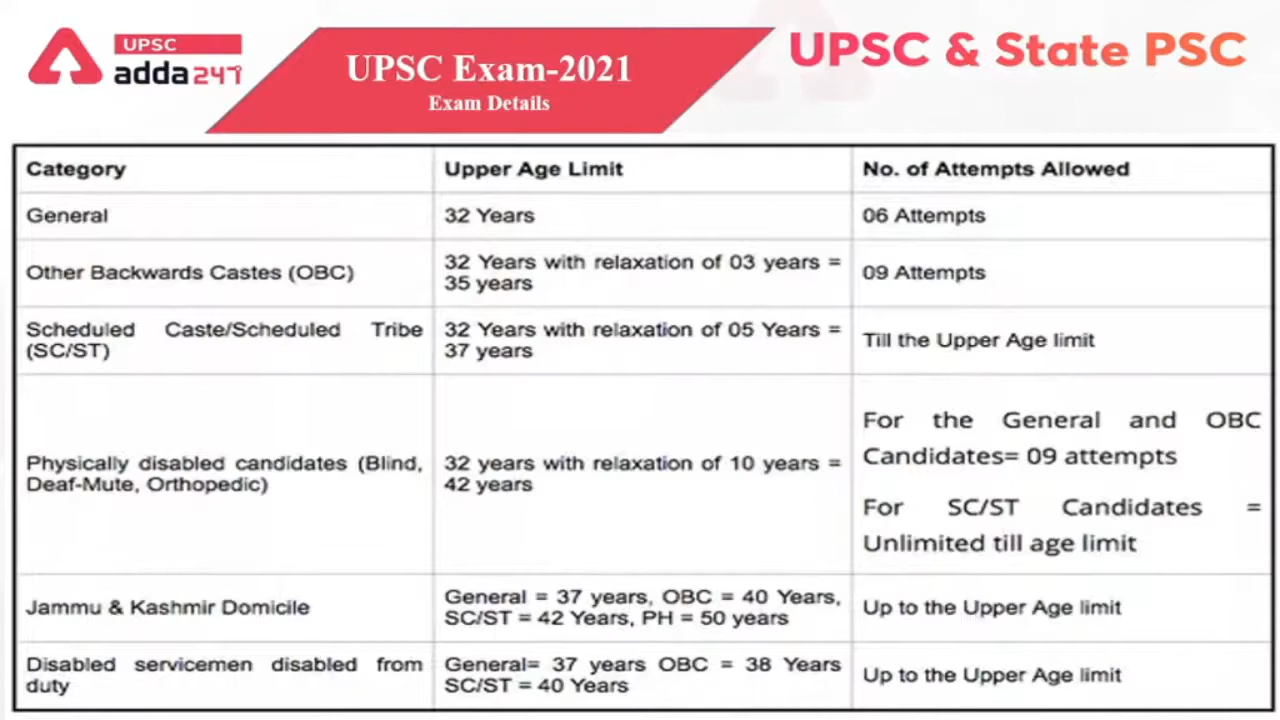 UPSC
adda247
UPSC Exam-2021
Exam Details
UPSC & State PSC
Category
Upper Age Limit
No. of Attempts Allowed
General
32 Years
06 Attempts
Other Backwards Castes (OBC)
32 Years with relaxation of 03 years =
35 years
09 Attempts
Scheduled Caste/Scheduled Tribe
(SC/ST)
32 Years with relaxation of 05 Years =
37 years
Till the Upper Age limit
Physically disabled candidates (Blind,
Deaf-Mute, Orthopedic)
32 years with relaxation of 10 years =
42 years
For the General and OBC
Candidates= 09 attempts
For SC/ST Candidates =
Unlimited till age limit
Jammu & Kashmir Domicile
General = 37 years, OBC = 40 Years,
SC/ST = 42 Years, PH = 50 years
Up to the Upper Age limit
Disabled servicemen disabled from
duty
General= 37 years OBC = 38 Years
SC/ST = 40 Years
Up to the Upper Age limit